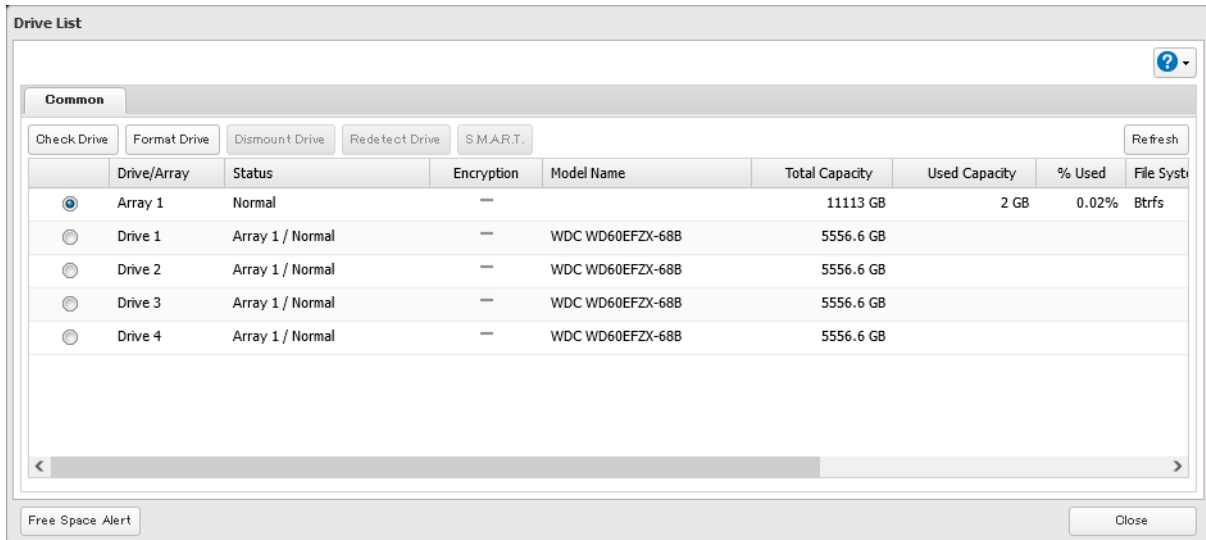 Drive List
Common
Check Drive Format Drive Dismount Drive Redetect Drive S.M.A.R.T. Refresh
Drive/Array Status Encryption Model Name Total Capacity Used Capacity % Used File Syste
Array 1 Normal — 11113 GB 2 GB 0.02% Btrfs
Drive 1 Array 1 / Normal — WDC WD60EFZX-68B 5556.6 GB
Drive 2 Array 1 / Normal — WDC WD60EFZX-68B 5556.6 GB
Drive 3 Array 1 / Normal — WDC WD60EFZX-68B 5556.6 GB
Drive 4 Array 1 / Normal — WDC WD60EFZX-68B 5556.6 GB
Free Space Alert Close